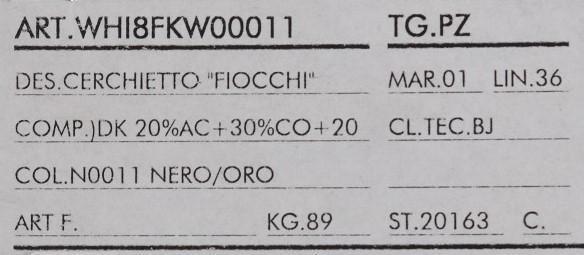 ART.WHI8FKW00011 TG.PZ
DES.CERCHIETTO "FIOCCHI" MAR.01 LIN.36
COMP.)DK 20%AC+30%CO+20 CL.TEC.BJ
COL.N0011 NERO/ORO
ART F. KG.89 ST.20163 C.